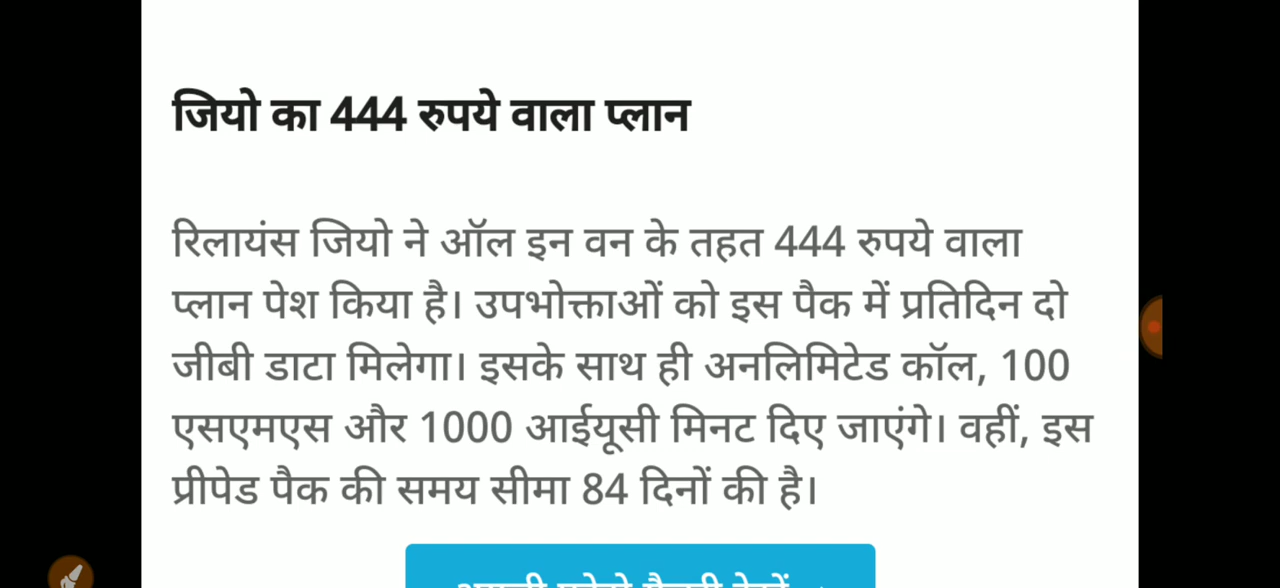 जियो का 444 रुपये वाला प्लान
रिलायंस जियो ने ऑल इन वन के तहत 444 रुपये वाला
प्लान पेश किया है। उपभोक्ताओं को इस पैक में प्रतिदिन दो
जीबी डाटा मिलेगा। इसके साथ ही अनलिमिटेड कॉल, 100
एसएमएस और 1000 आईयूसी मिनट दिए जाएंगे। वहीं, इस
प्रीपेड पैक की समय सीमा 84 दिनों की है।